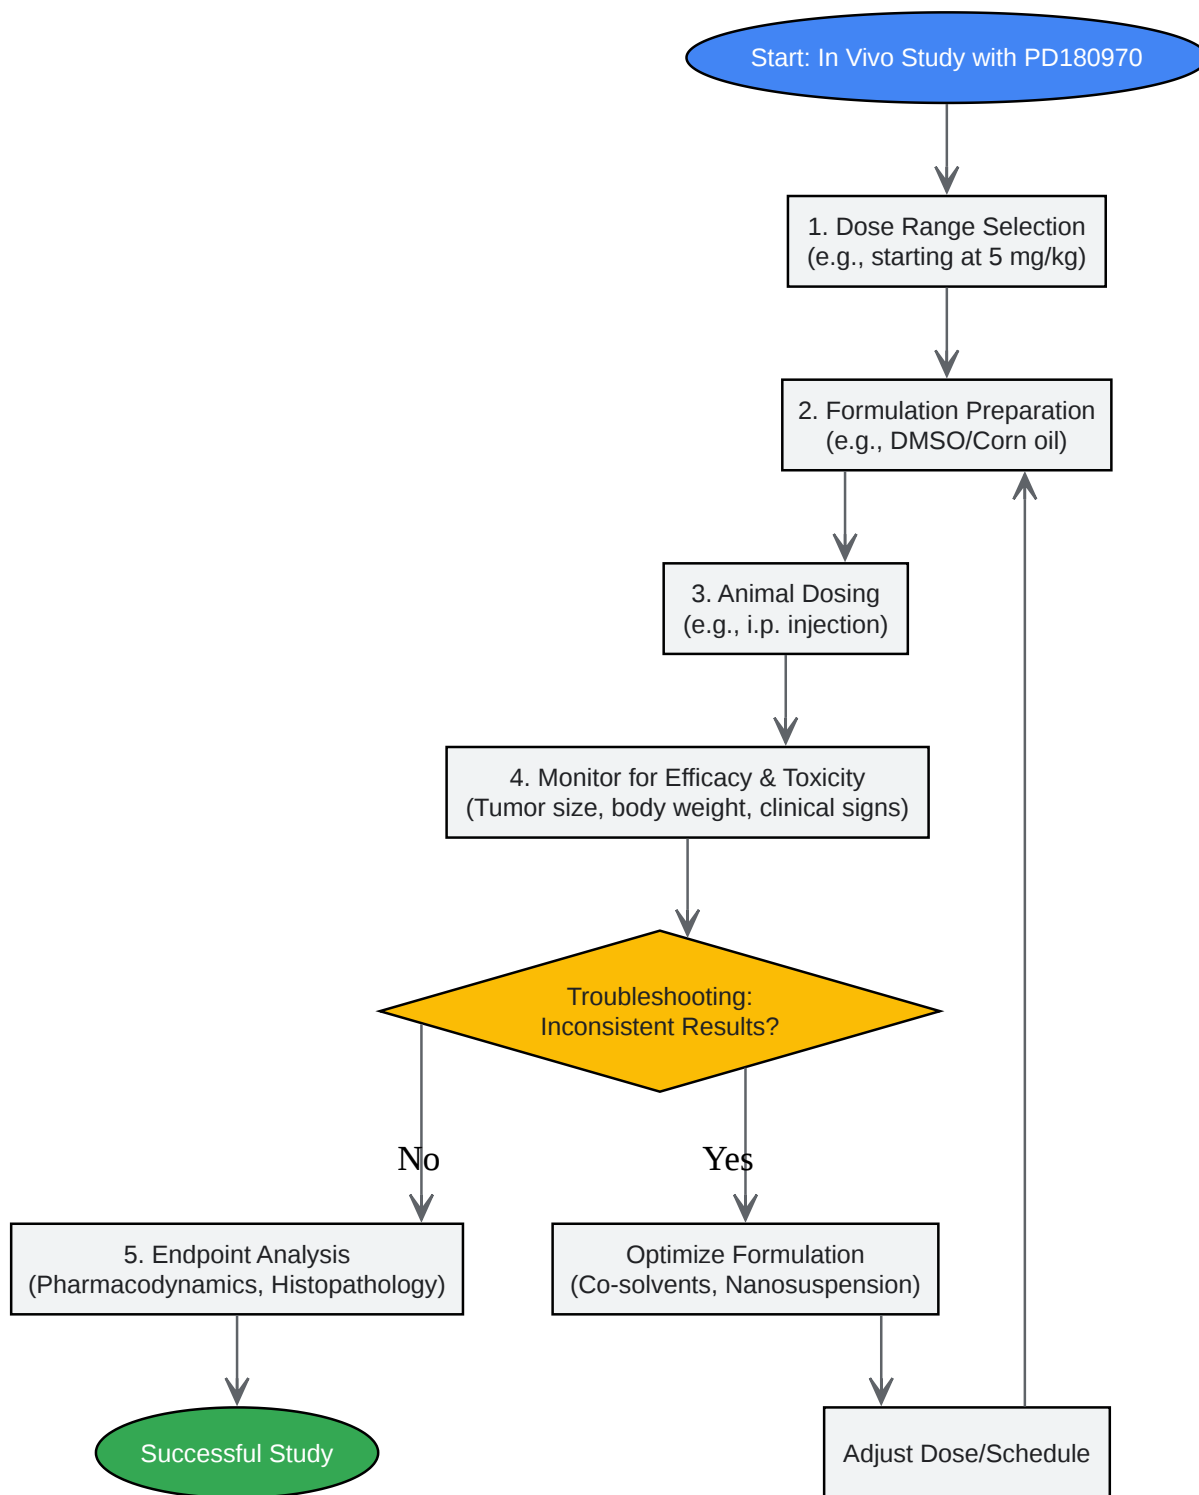 Start: In Vivo Study with PD180970
1. Dose Range Selection
(e.g., starting at 5 mg/kg)
2. Formulation Preparation
(e.g., DMSO/Corn oil)
3. Animal Dosing
(e.g., i.p. injection)
4. Monitor for Efficacy & Toxicity
(Tumor size, body weight, clinical signs)
Troubleshooting:
Inconsistent Results?
No
Yes
5. Endpoint Analysis
(Pharmacodynamics, Histopathology)
Optimize Formulation
(Co-solvents, Nanosuspension)
Successful Study
Adjust Dose/Schedule